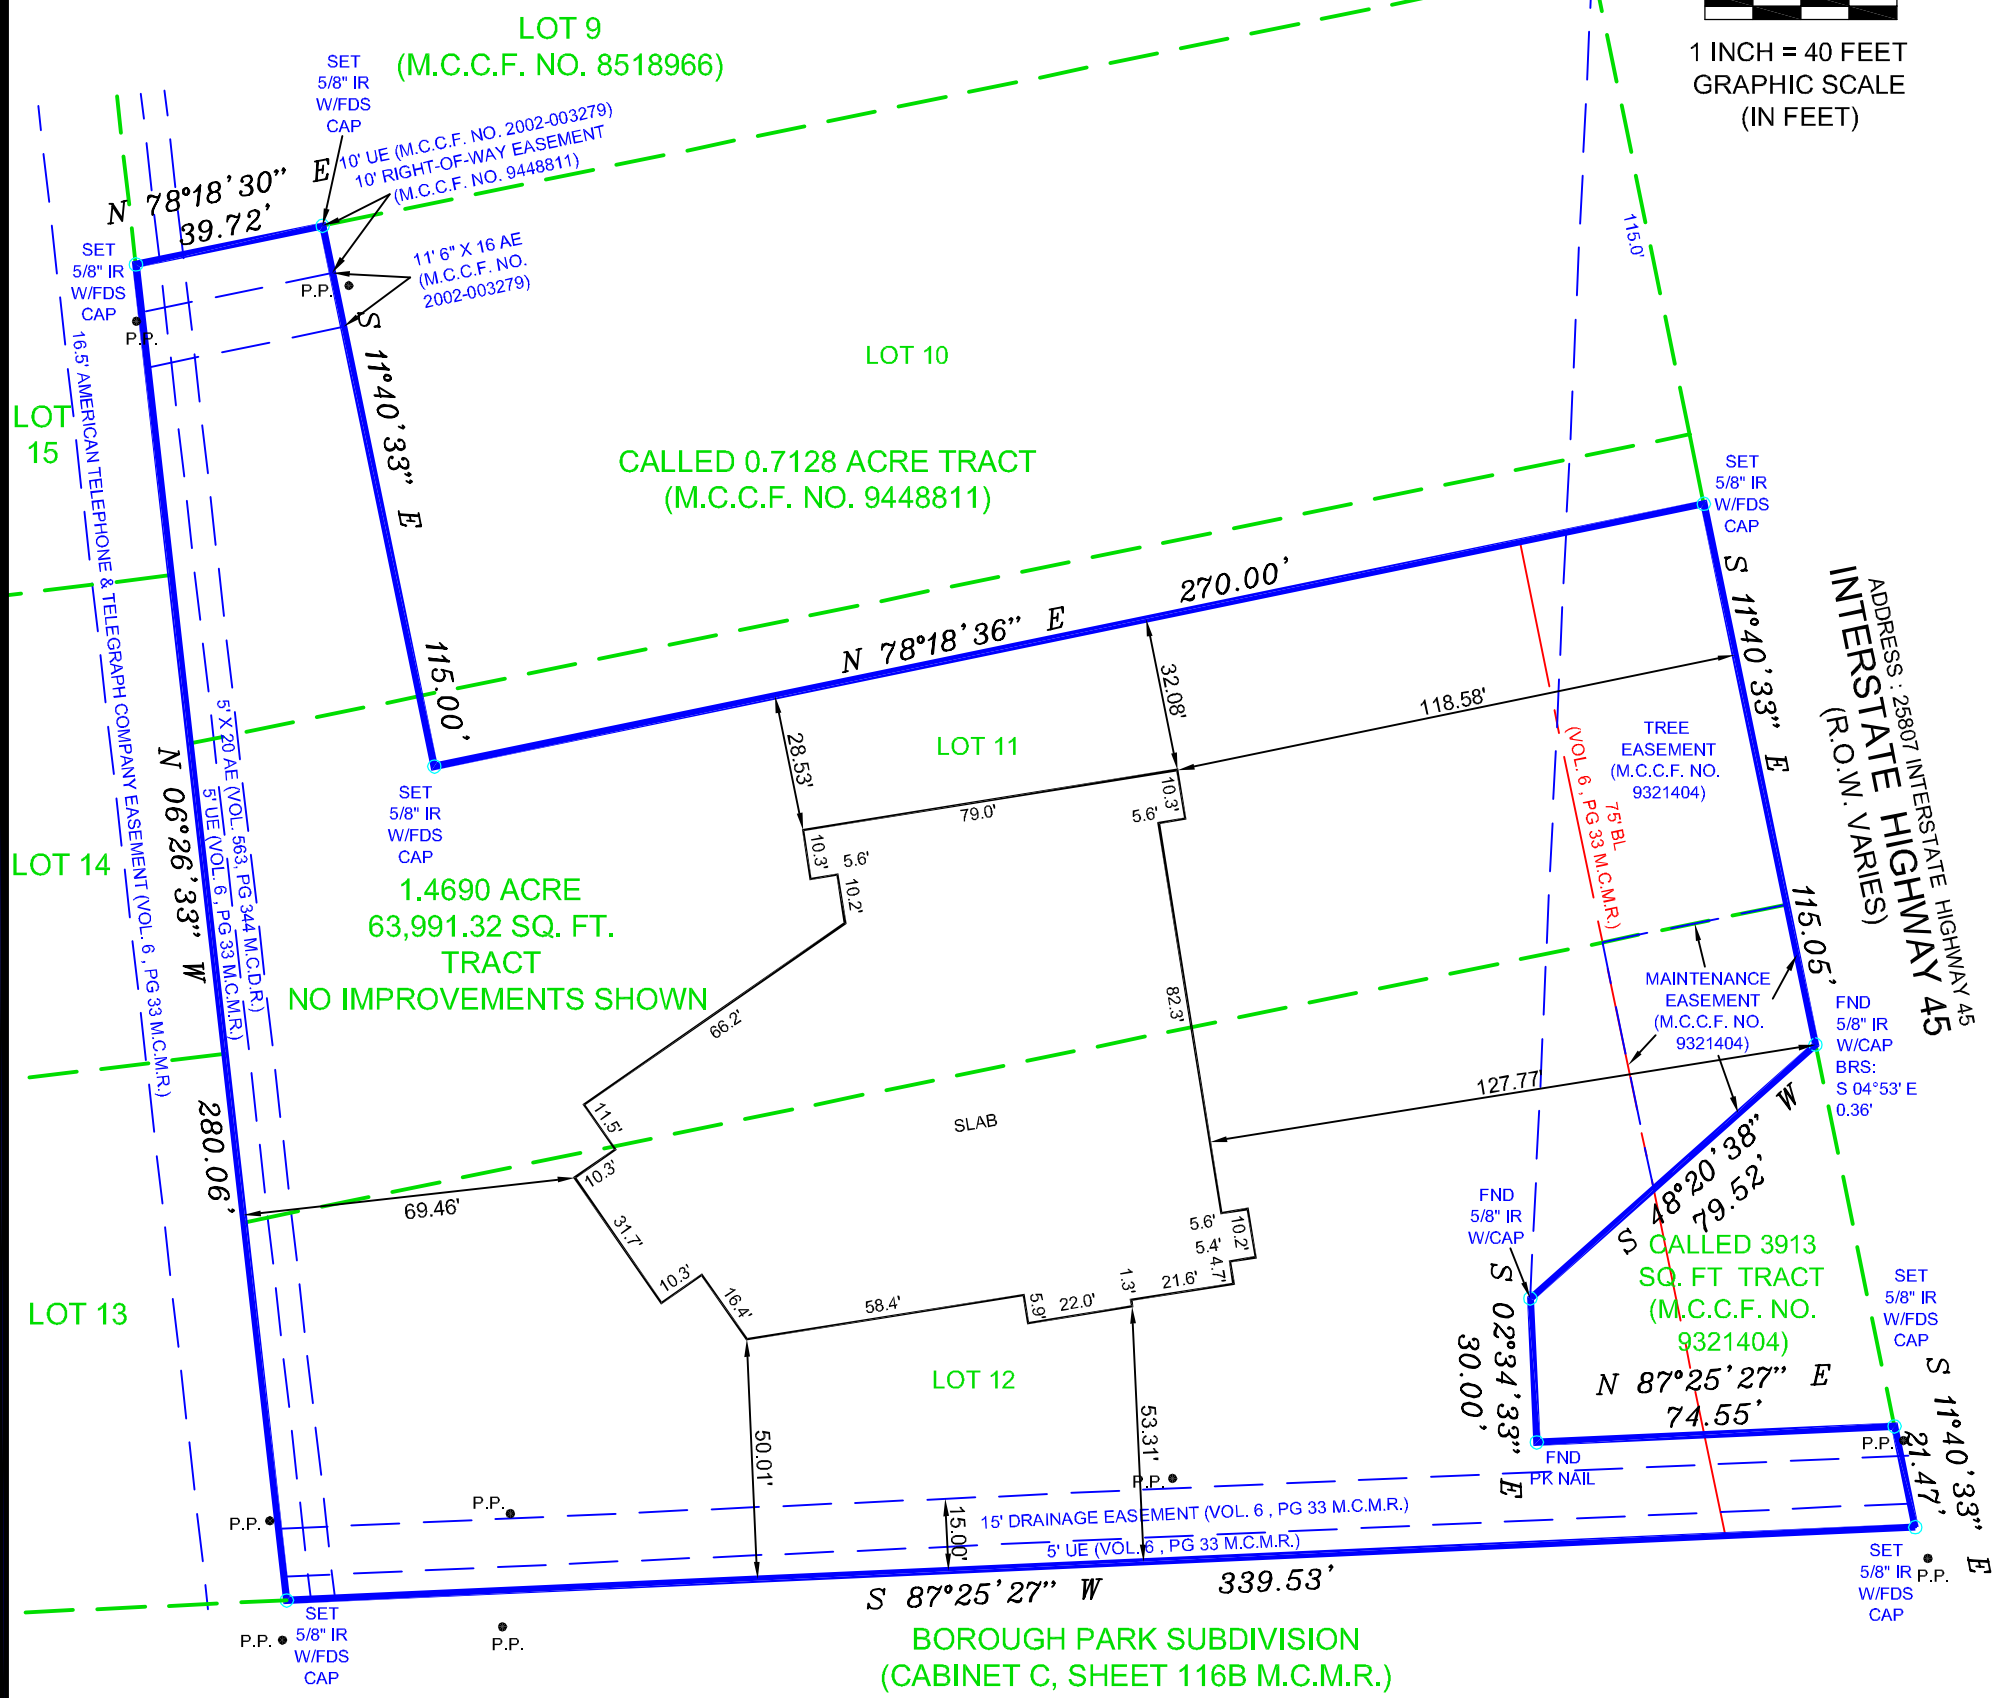 LOT 9
(M.C.C.F. NO. 8518966)
1 INCH = 40 FEET
GRAPHIC SCALE
(IN FEET)
SET
5/8" IR
W/FDS
CAP
10' UE (M.C.C.F. NO. 2002-003279)
10' RIGHT-OF-WAY EASEMENT
(M.C.C.F. NO. 9448811)
N 78°18'30" E
39.72'
SET
5/8" IR
W/FDS
CAP
P.P.
11' 6" X 16 AE
(M.C.C.F. NO.
2002-003279)
P.P.
115.0'
S 11°40'33" E
115.00'
LOT 10
LOT
15
CALLED 0.7128 ACRE TRACT
(M.C.C.F. NO. 9448811)
SET
5/8" IR
W/FDS
CAP
16.5' AMERICAN TELEPHONE & TELEGRAPH COMPANY EASEMENT (VOL. 6 , PG 33 M.C.M.R.)
5' X 20 AE (VOL. 563, PG 344 M.C.D.R.)
5' UE (VOL. 6 , PG 33 M.C.M.R.)
N 06°26'33" W
280.06'
N 78°18'36" E
270.00'
S 11°40'33" E
115.05'
ADDRESS : 25807 INTERSTATE HIGHWAY 45
INTERSTATE HIGHWAY 45
(R.O.W. VARIES)
SET
5/8" IR
W/FDS
CAP
28.53'
32.08'
118.58'
LOT 11
79.0'
10.3'
5.6'
10.2'
10.3'
5.6'
TREE
EASEMENT
(M.C.C.F. NO.
9321404)
75' BL
(VOL. 6 , PG 33 M.C.M.R.)
LOT 14
1.4690 ACRE
63,991.32 SQ. FT.
TRACT
NO IMPROVEMENTS SHOWN
66.2'
82.3'
MAINTENANCE
EASEMENT
(M.C.C.F. NO.
9321404)
FND
5/8" IR
W/CAP
BRS:
S 04°53' E
0.36'
127.77'
SLAB
11.5'
10.3'
69.46'
31.7'
10.3'
16.4'
58.4'
5.9'
22.0'
1.3'
21.6'
4.7'
5.4'
5.6'
10.2'
S 48°20'38" W
79.52'
FND
5/8" IR
W/CAP
CALLED 3913
SQ. FT TRACT
(M.C.C.F. NO.
9321404)
SET
5/8" IR
W/FDS
CAP
LOT 13
LOT 12
S 02°34'33" E
30.00'
N 87°25'27" E
74.55'
S 11°40'33" E
21.47'
50.01'
53.31'
P.P.
FND
PK NAIL
P.P.
P.P.
P.P.
15.00'
15' DRAINAGE EASEMENT (VOL. 6 , PG 33 M.C.M.R.)
5' UE (VOL. 6 , PG 33 M.C.M.R.)
S 87°25'27" W
339.53'
SET
5/8" IR
W/FDS
CAP
P.P.
SET
5/8" IR
W/FDS
CAP
P.P.
P.P.
BOROUGH PARK SUBDIVISION
(CABINET C, SHEET 116B M.C.M.R.)